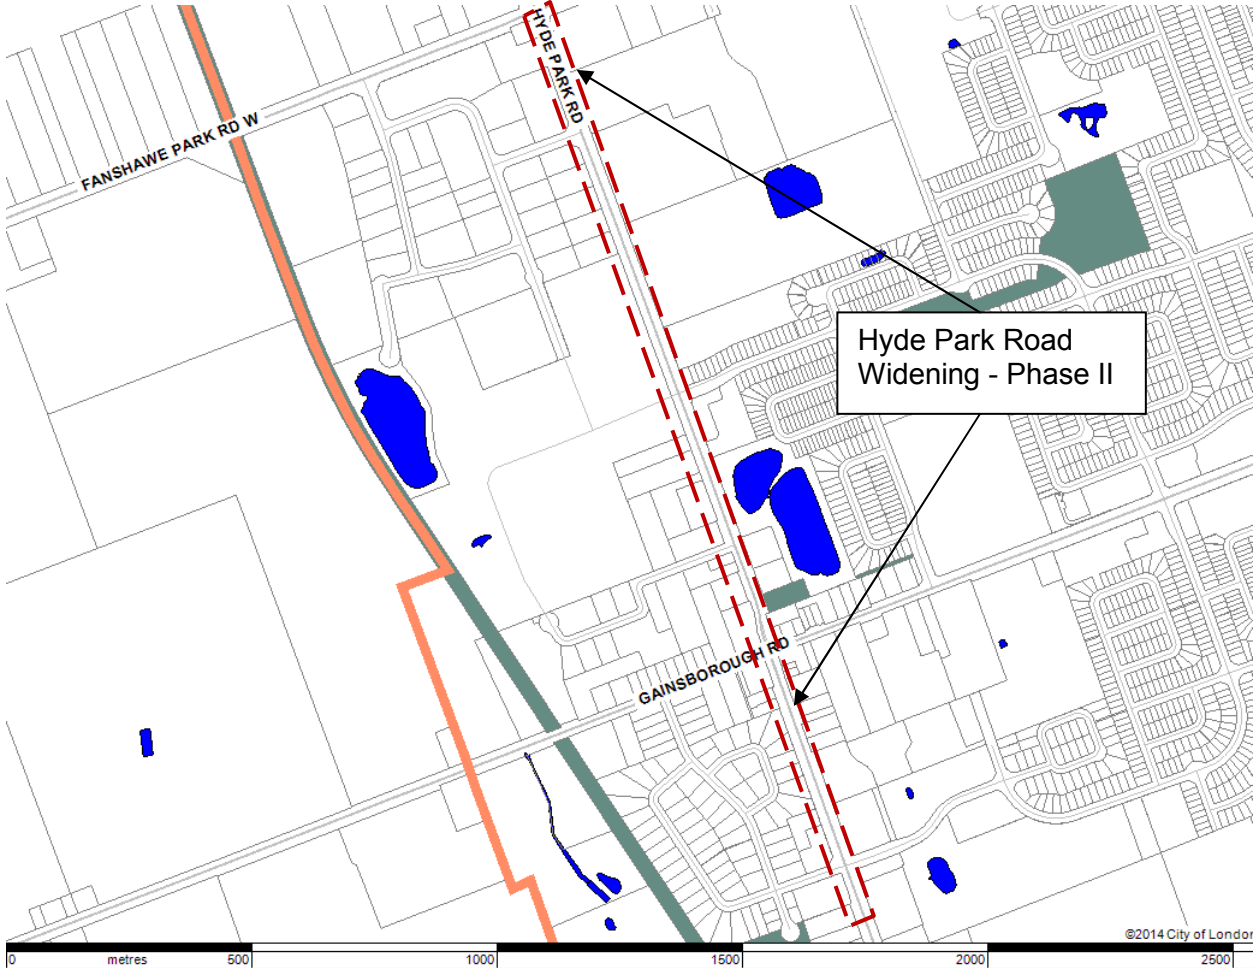 HYDE PARK RD
FANSHAWE PARK RD W
Hyde Park Road
Widening - Phase II
GAINSBOROUGH RD
©2014 City of London
0 metres 500 1000 1500 2000 2500